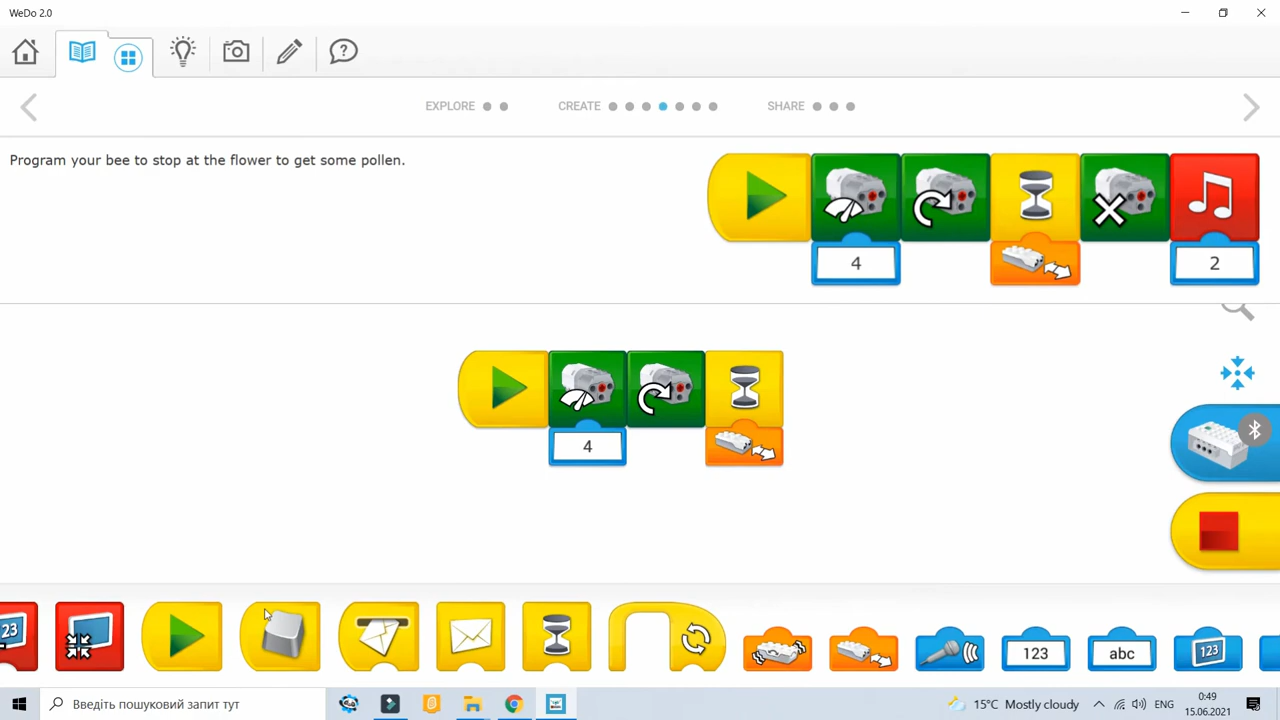 WeDo 2.0
EXPLORE
CREATE
SHARE
Program your bee to stop at the flower to get some pollen.
4
2
4
23
123
abc
123
Введіть пошуковий запит тут
15°C Mostly cloudy
ENG
0:49
15.06.2021